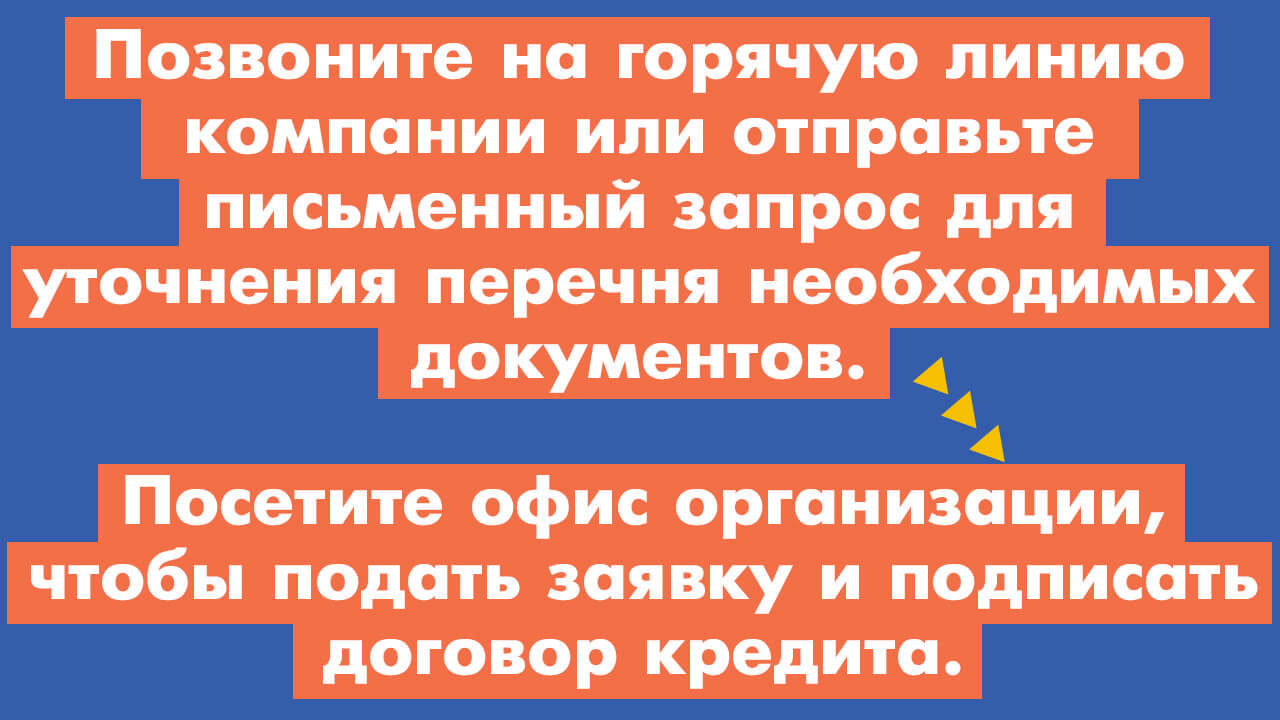 Позвоните на горячую линию
компании или отправьте
письменный запрос для
уточнения перечня необходимых
документов.
Посетите офис организации,
чтобы подать заявку и подписать
договор кредита.